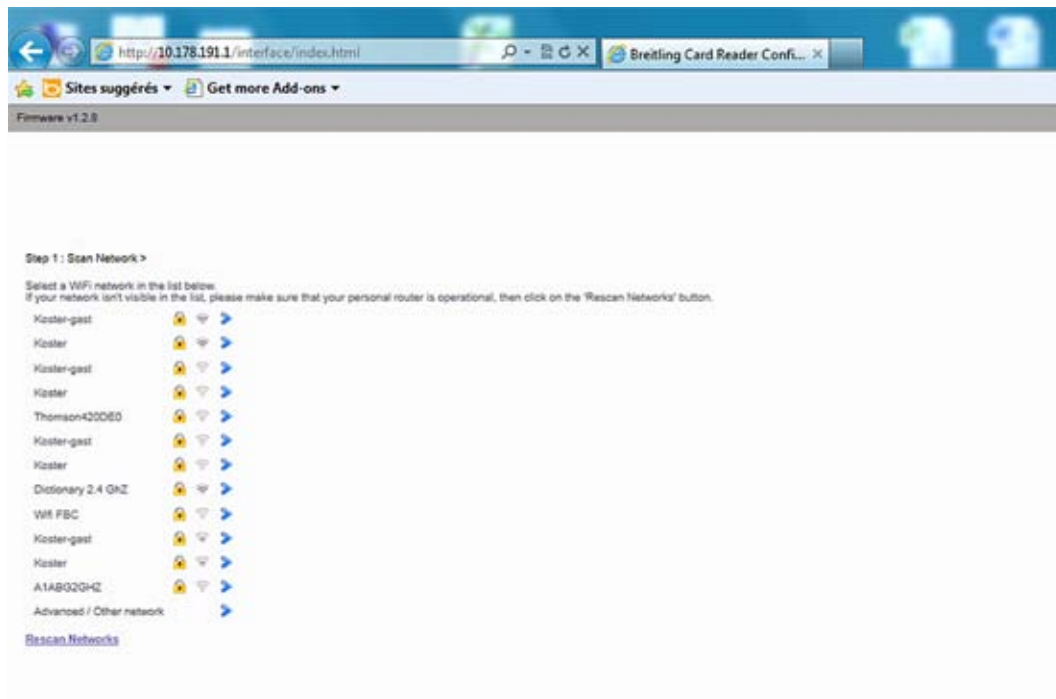 http://10.178.191.1/interface/index.html
Breitling Card Reader Confi...
Sites suggérés
Get more Add-ons
Firmware v1.2.8
Step 1 : Scan Network >
Select a WiFi network in the list below.
If your network isn't visible in the list, please make sure that your personal router is operational, then click on the 'Rescan Networks' button.
Koster-gast
Koster
Koster-gast
Koster
Thomson420DE0
Koster-gast
Koster
Dictionary 2.4 GhZ
Wifi FBC
Koster-gast
Koster
A1ABG2GHZ
Advanced / Other network
Rescan Networks